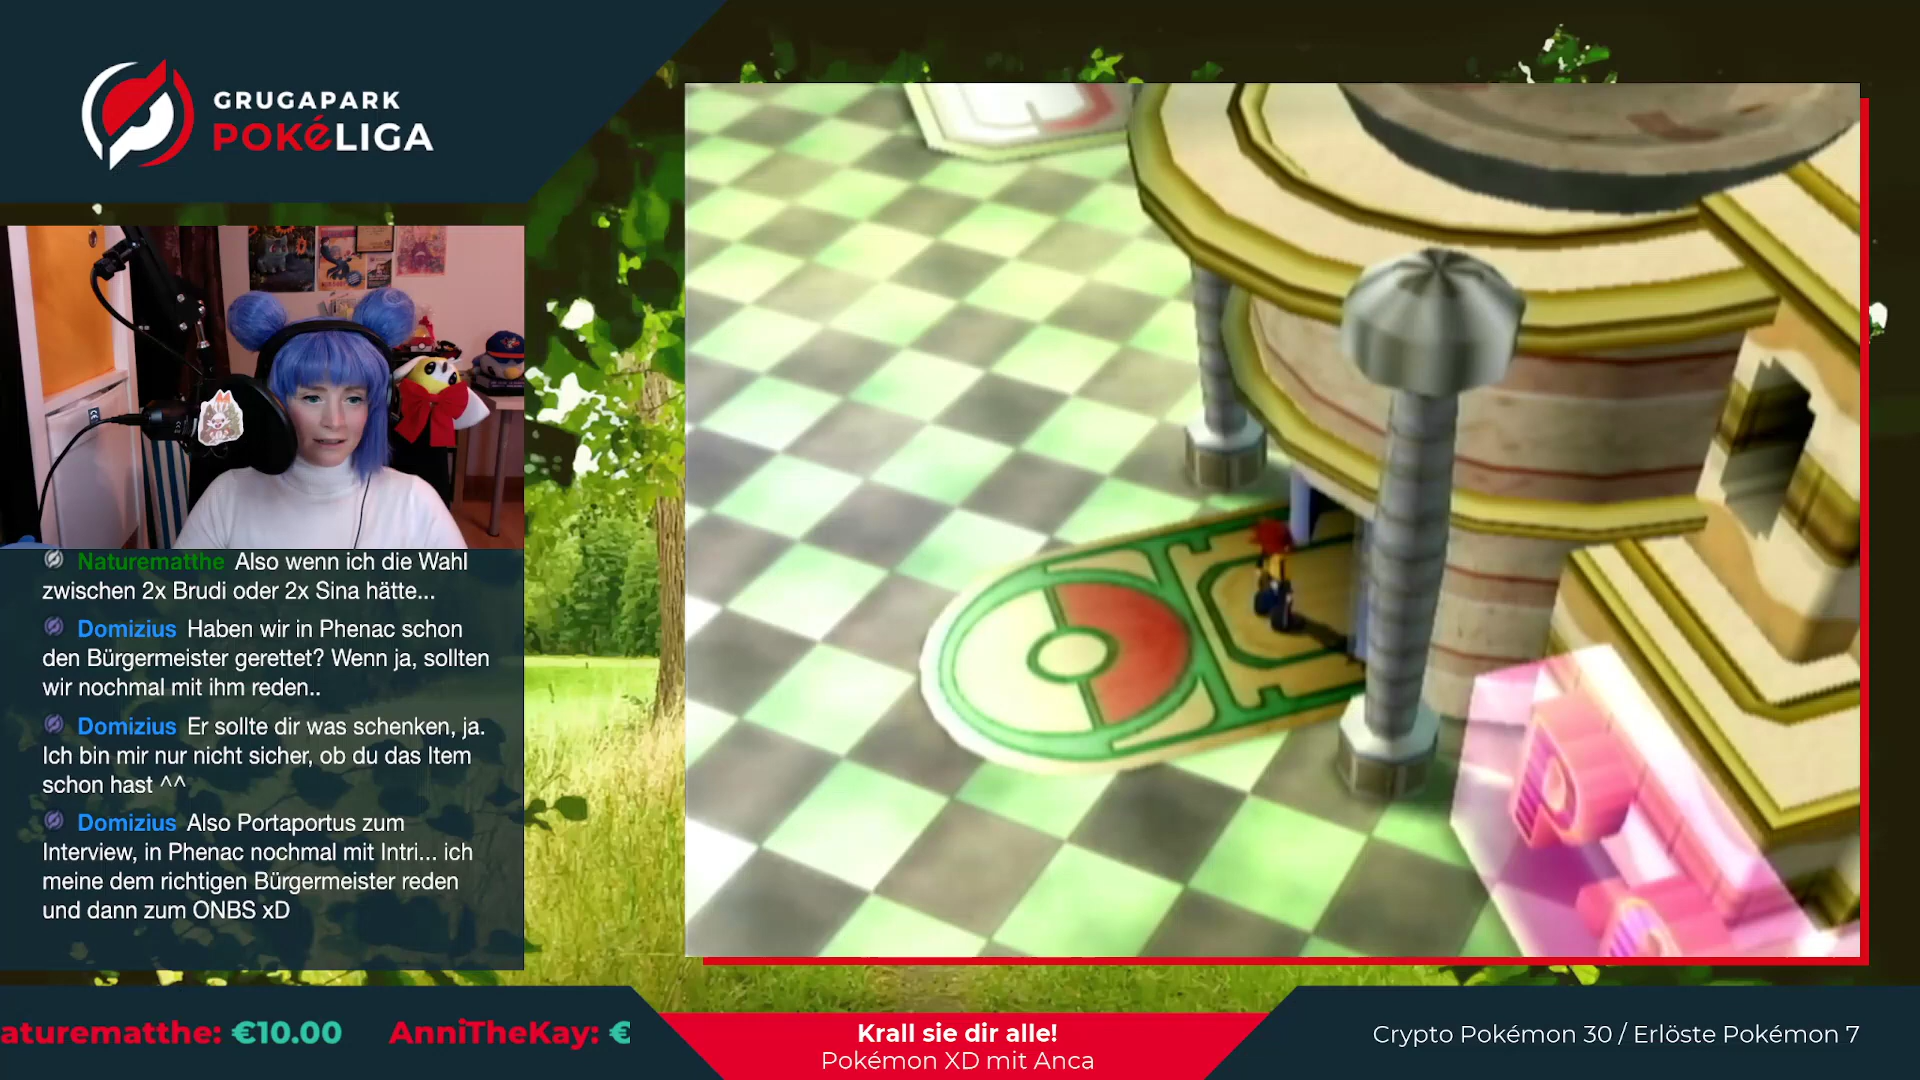 GRUGAPARK
POKéLIGA
Naturematthe Also wenn ich die Wahl
zwischen 2x Brudi oder 2x Sina hätte...
Domizius Haben wir in Phenac schon
den Bürgermeister gerettet? Wenn ja, sollten
wir nochmal mit ihm reden..
Domizius Er sollte dir was schenken, ja.
Ich bin mir nur nicht sicher, ob du das Item
schon hast ^^
Domizius Also Portaportus zum
Interview, in Phenac nochmal mit Intri... ich
meine dem richtigen Bürgermeister reden
und dann zum ONBS xD
aturematthe: €10.00 AnniTheKay: €
Krall sie dir alle!
Pokémon XD mit Anca
Crypto Pokémon 30 / Erlöste Pokémon 7